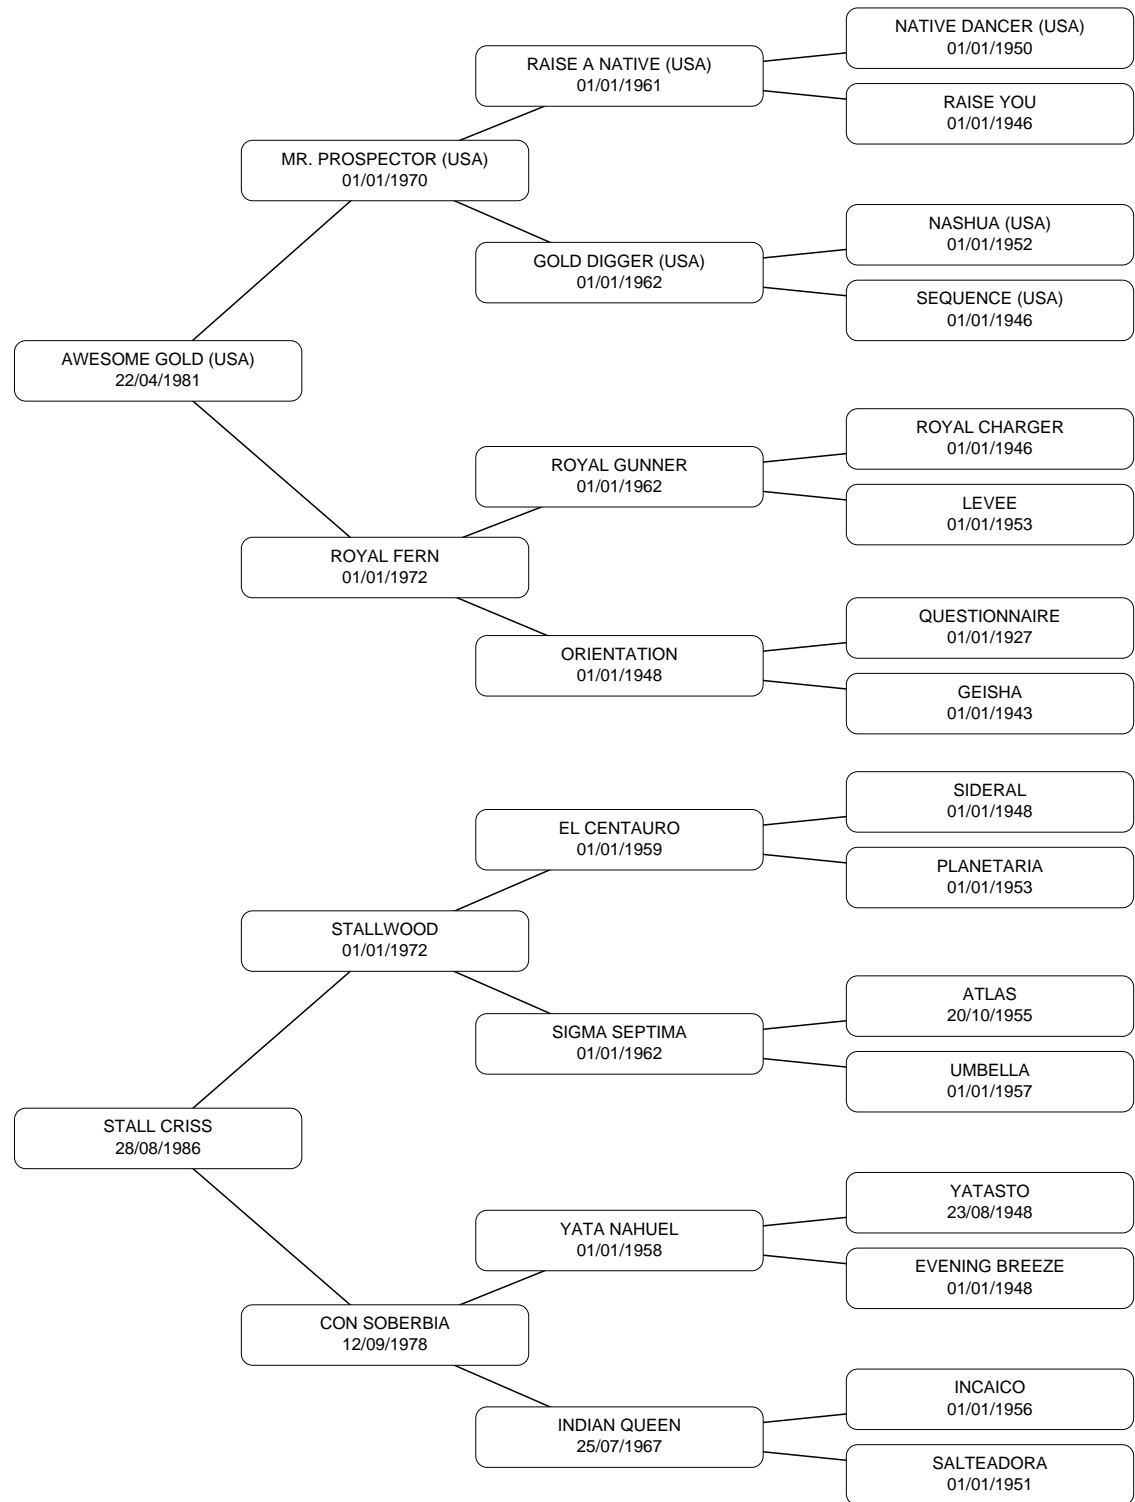 NATIVE DANCER (USA)
01/01/1950
RAISE A NATIVE (USA)
01/01/1961
RAISE YOU
01/01/1946
MR. PROSPECTOR (USA)
01/01/1970
NASHUA (USA)
01/01/1952
GOLD DIGGER (USA)
01/01/1962
SEQUENCE (USA)
01/01/1946
AWESOME GOLD (USA)
22/04/1981
ROYAL CHARGER
01/01/1946
ROYAL GUNNER
01/01/1962
LEVEE
01/01/1953
ROYAL FERN
01/01/1972
QUESTIONNAIRE
01/01/1927
ORIENTATION
01/01/1948
GEISHA
01/01/1943
SIDERAL
01/01/1948
EL CENTAURO
01/01/1959
PLANETARIA
01/01/1953
STALLWOOD
01/01/1972
ATLAS
20/10/1955
SIGMA SEPTIMA
01/01/1962
UMBELLA
01/01/1957
STALL CRISS
28/08/1986
YATASTO
23/08/1948
YATA NAHUEL
01/01/1958
EVENING BREEZE
01/01/1948
CON SOBERBIA
12/09/1978
INCAICO
01/01/1956
INDIAN QUEEN
25/07/1967
SALTEADORA
01/01/1951